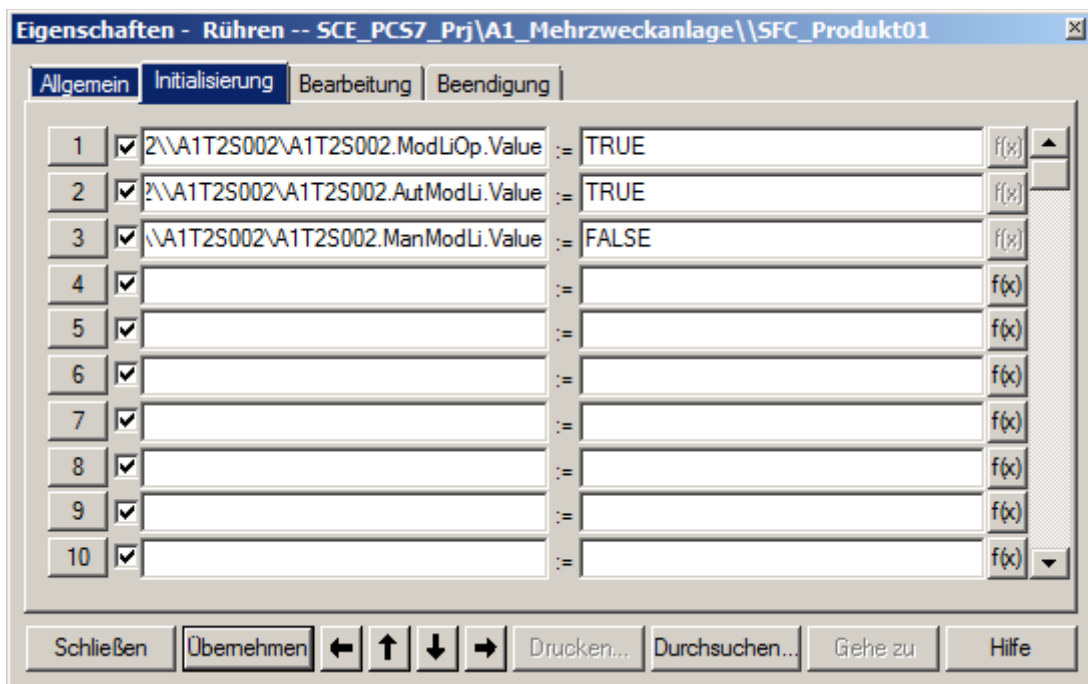 Eigenschaften - Rühren -- SCE_PCS7_Prj\A1_Mehrzweckanlage\\SFC_Produkt01
Allgemein Initialisierung Bearbeitung Beendigung
1 2\\A1T2S002\A1T2S002.ModLiOp.Value := TRUE f(x)
2 2\\A1T2S002\A1T2S002.AutModLi.Value := TRUE f(x)
3 \\A1T2S002\A1T2S002.ManModLi.Value := FALSE f(x)
4 := f(x)
5 := f(x)
6 := f(x)
7 := f(x)
8 := f(x)
9 := f(x)
10 := f(x)
Schließen Übernehmen Drucken... Durchsuchen... Gehe zu Hilfe